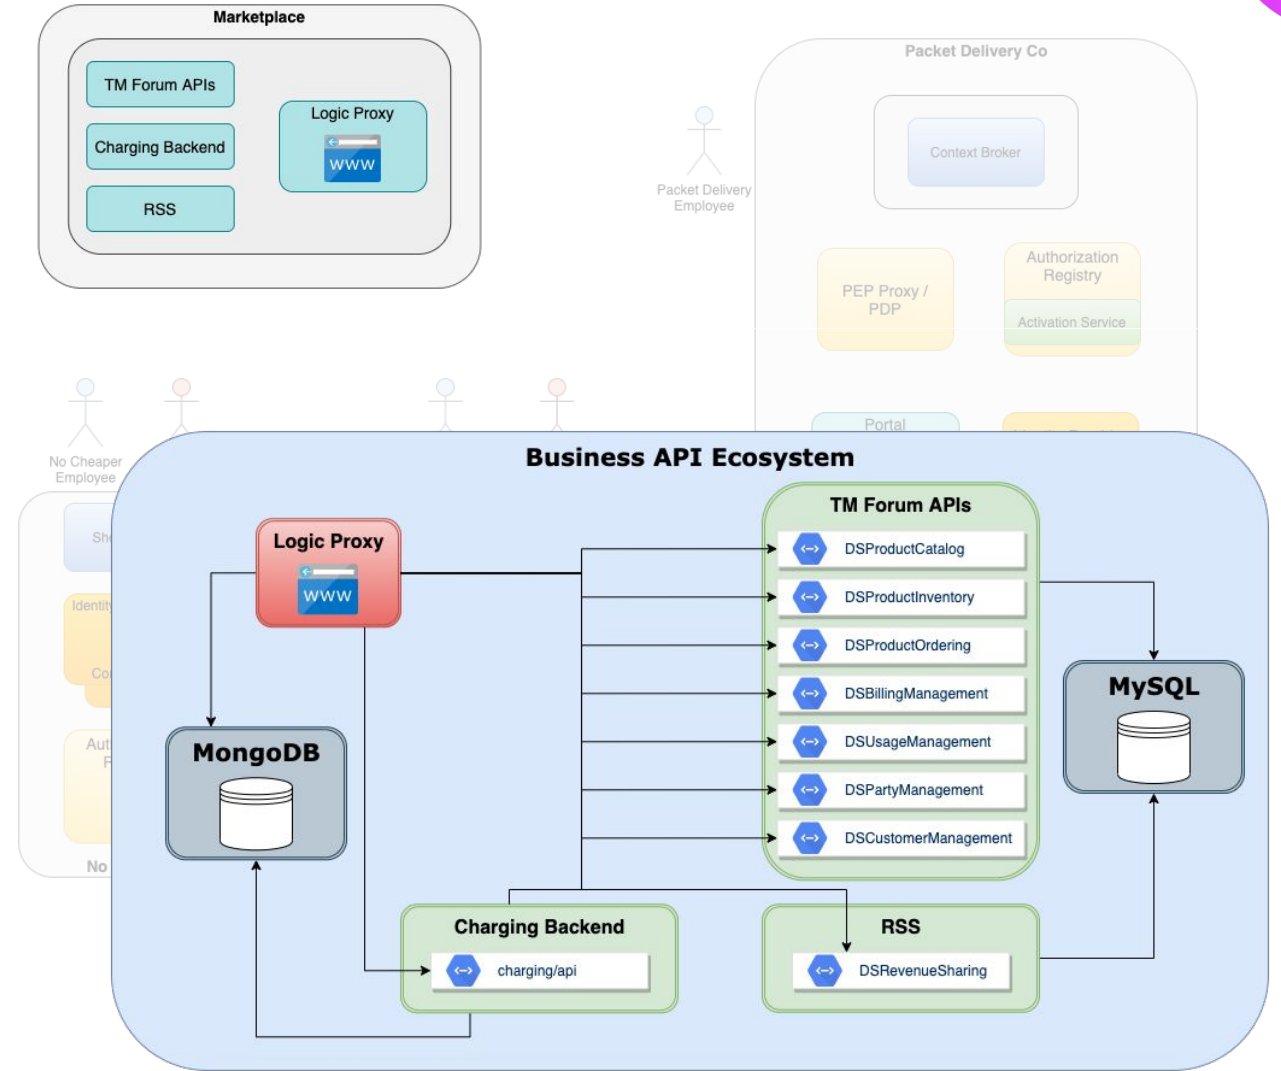 Marketplace
TM Forum APIs
Charging Backend
RSS
Logic Proxy
www
Packet Delivery Co
Context Broker
Packet Delivery
Employee
PEP Proxy /
PDP
Authorization
Registry
Activation Service
Portal
No Cheaper
Employee
Identity
No
Business API Ecosystem
Logic Proxy
www
MongoDB
TM Forum APIs
DSProductCatalog
DSProductInventory
DSProductOrdering
DSBillingManagement
DSUsageManagement
DSPartyManagement
DSCustomerManagement
MySQL
Charging Backend
charging/api
RSS
DSRevenueSharing